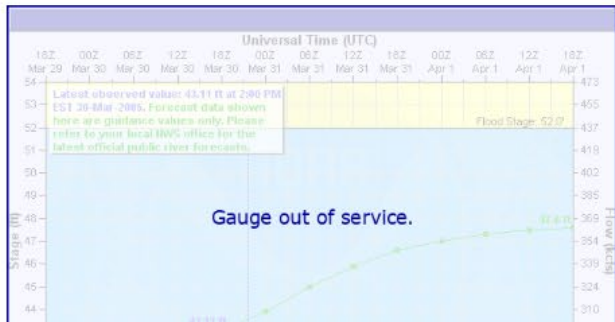 Universal Time (UTC)
18Z 00Z 06Z 12Z 18Z 00Z 06Z 12Z 18Z 00Z 06Z 12Z 18Z
Mar 29 Mar 30 Mar 30 Mar 30 Mar 30 Mar 31 Mar 31 Mar 31 Mar 31 Apr 1 Apr 1 Apr 1 Apr 1
Latest observed value: 43.11 ft at 2:00 PM
EST 30-Mar-2005. Forecast data shown
here are guidance values only. Please
refer to your local NWS office for the
latest official public river forecasts.
Flood Stage: 52.0'
Gauge out of service.
Stage (ft)
54
53
52
51
50
49
48
47
46
45
44
Flow (kcfs)
473
455
437
420
403
385
369
354
339
324
310